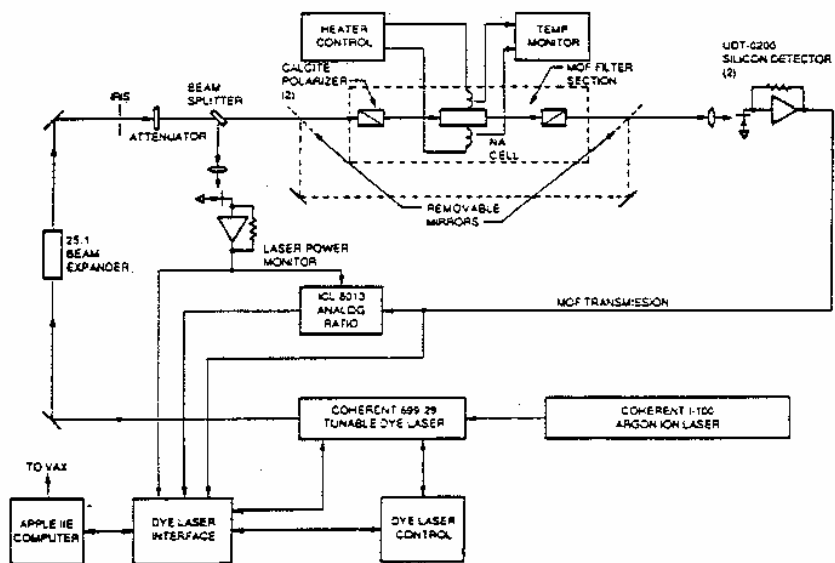 HEATER
CONTROL
TEMP
MONITOR
UDT-0200
SILICON DETECTOR
(2)
CALCITE
POLARIZER
(2)
MOF FILTER
SECTION
IRIS
BEAM
SPLITTER
ATTENUATOR
NA
CELL
REMOVABLE
MIRRORS
25:1
BEAM
EXPANDER
LASER POWER
MONITOR
ICL 8013
ANALOG
RATIO
MOF TRANSMISSION
COHERENT 699 29
TUNABLE DYE LASER
COHERENT I-100
ARGON ION LASER
TO VAX
APPLE IIE
COMPUTER
DYE LASER
INTERFACE
DYE LASER
CONTROL